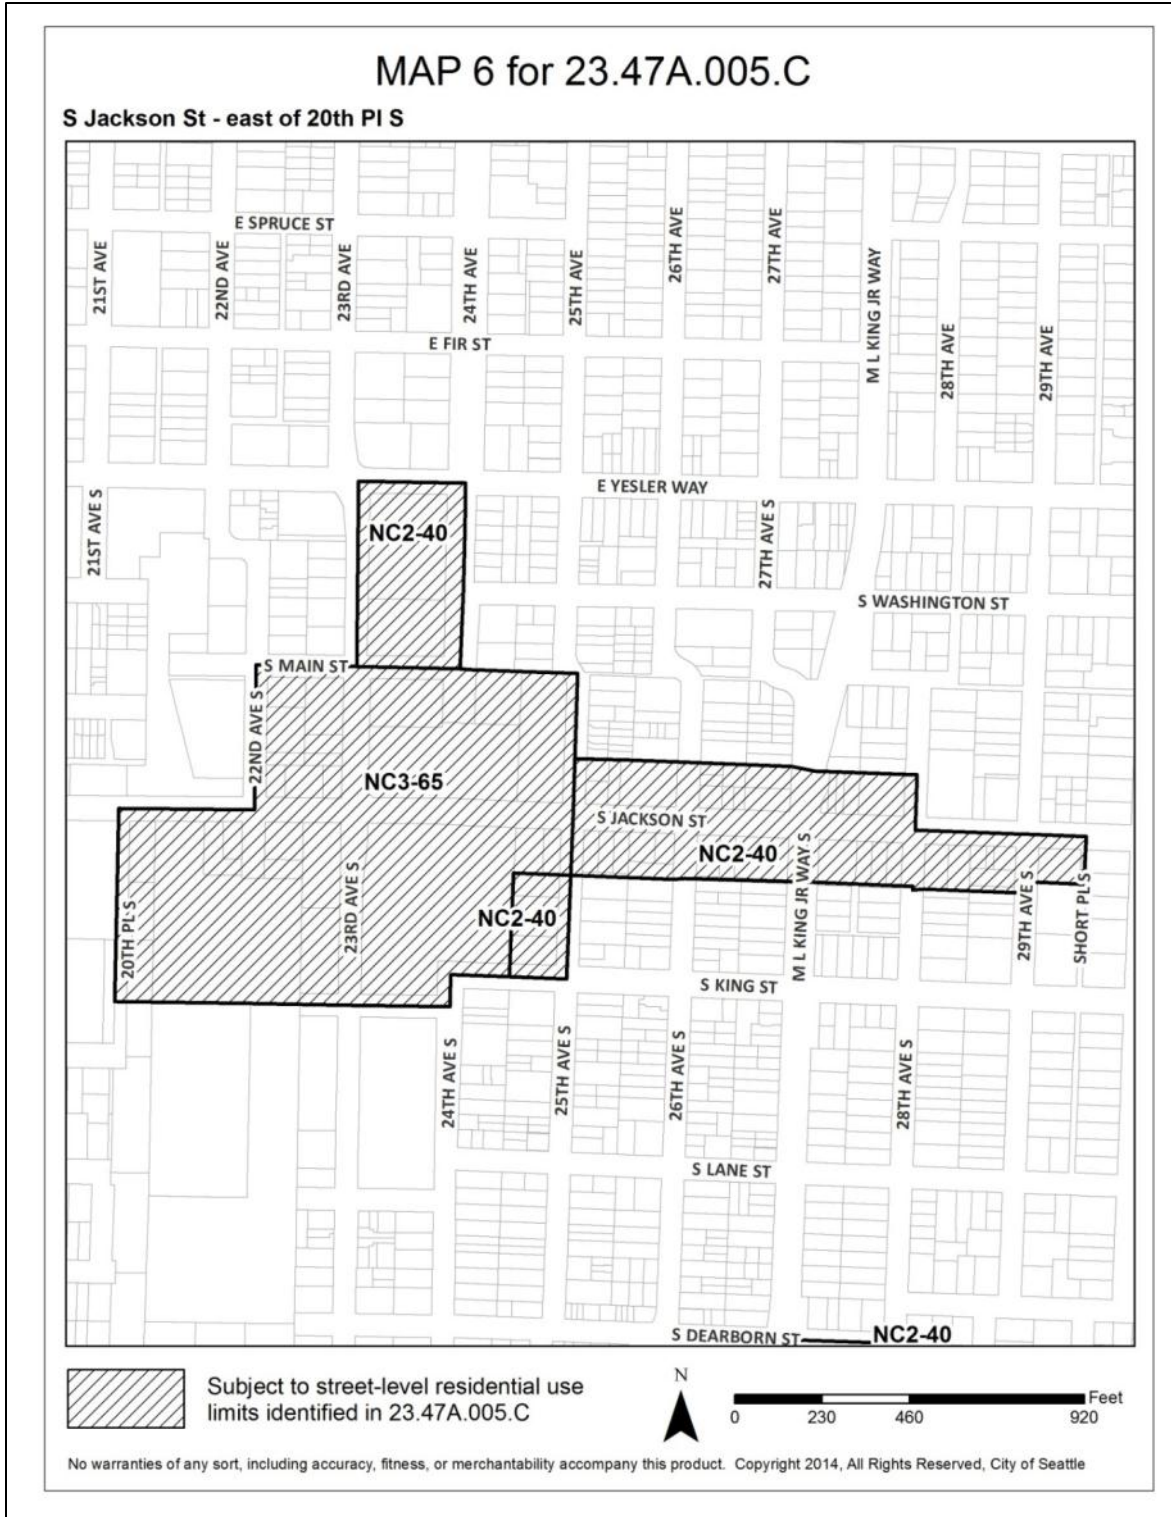 MAP 6 for 23.47A.005.C
S Jackson St - east of 20th Pl S
E SPRUCE ST
21ST AVE
22ND AVE
23RD AVE
24TH AVE
25TH AVE
26TH AVE
27TH AVE
M L KING JR WAY
28TH AVE
29TH AVE
E FIR ST
E YESLER WAY
21ST AVE S
NC2-40
27TH AVE S
S WASHINGTON ST
S MAIN ST
22ND AVE S
NC3-65
S JACKSON ST
NC2-40
M L KING JR WAY S
20TH PL S
23RD AVE S
NC2-40
29TH AVE S
SHORT PL S
S KING ST
24TH AVE S
25TH AVE S
26TH AVE S
28TH AVE S
S LANE ST
S DEARBORN ST
NC2-40
Subject to street-level residential use
limits identified in 23.47A.005.C
N
Feet
0 230 460 920
No warranties of any sort, including accuracy, fitness, or merchantability accompany this product. Copyright 2014, All Rights Reserved, City of Seattle